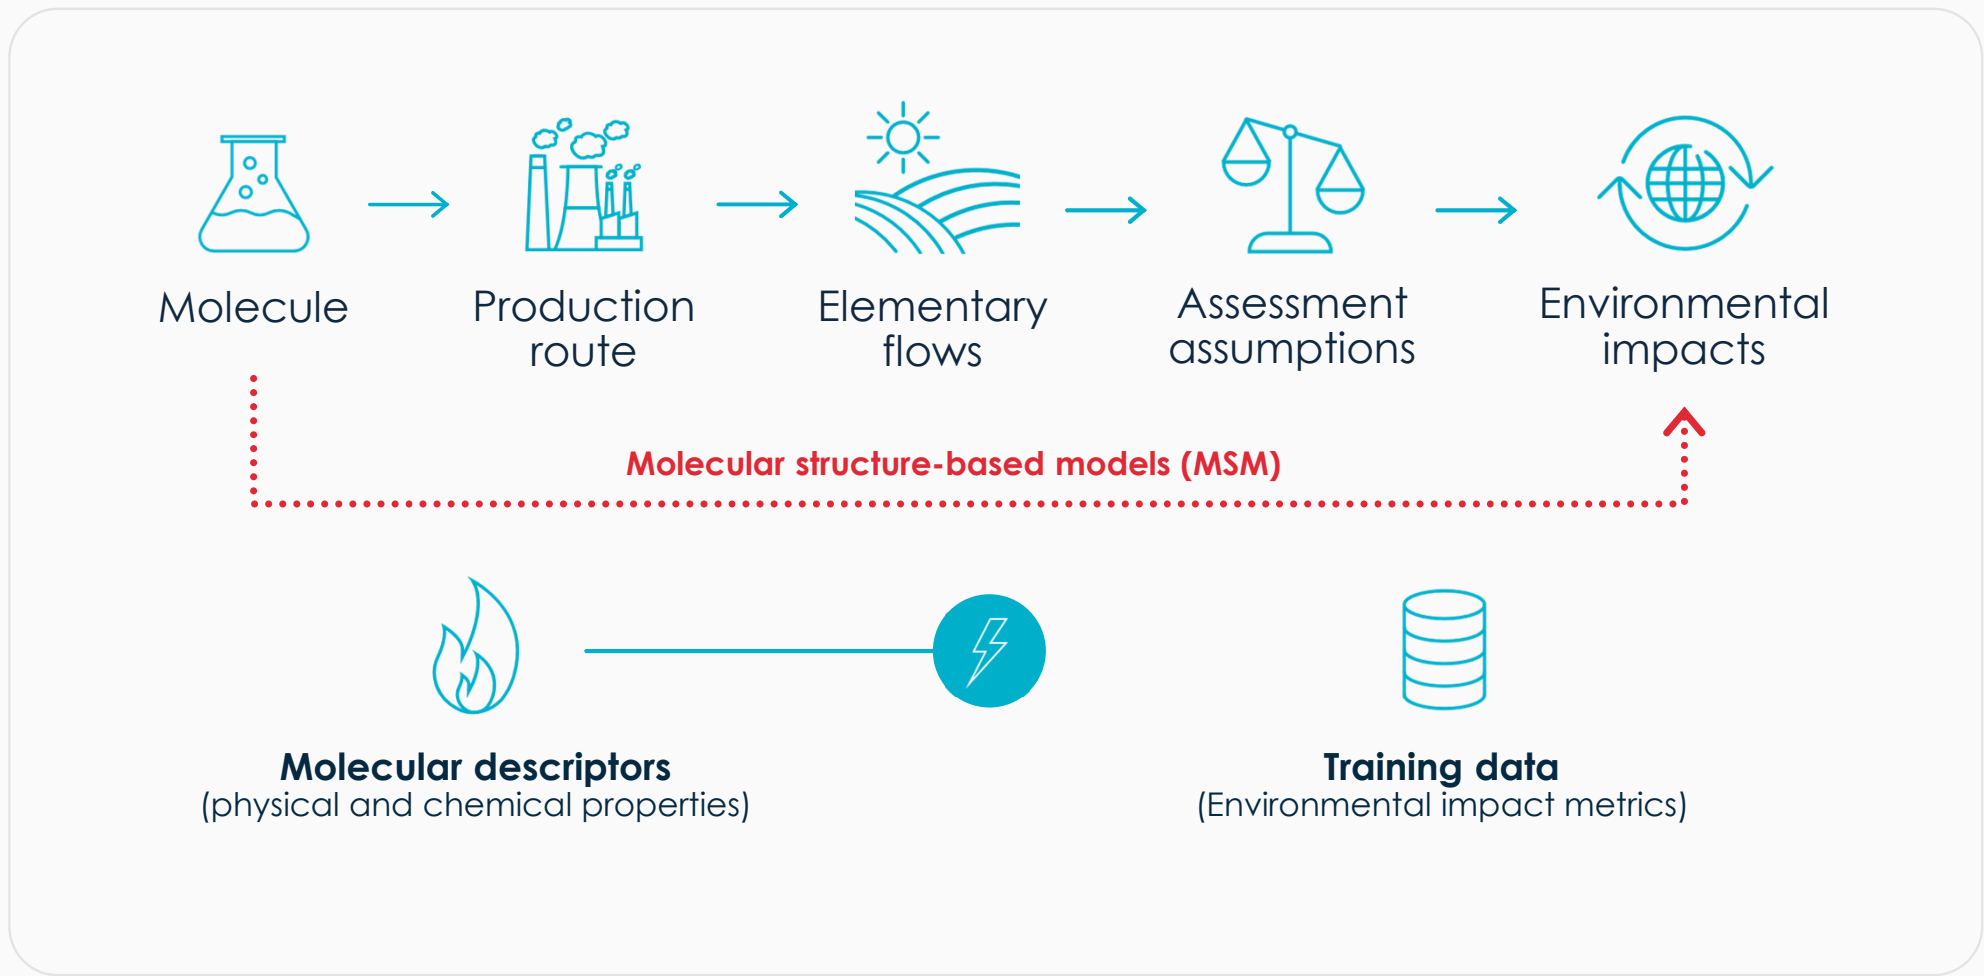 Molecule
Production
route
Elementary
flows
Assessment
assumptions
Environmental
impacts
Molecular structure-based models (MSM)
Molecular descriptors
(physical and chemical properties)
Training data
(Environmental impact metrics)